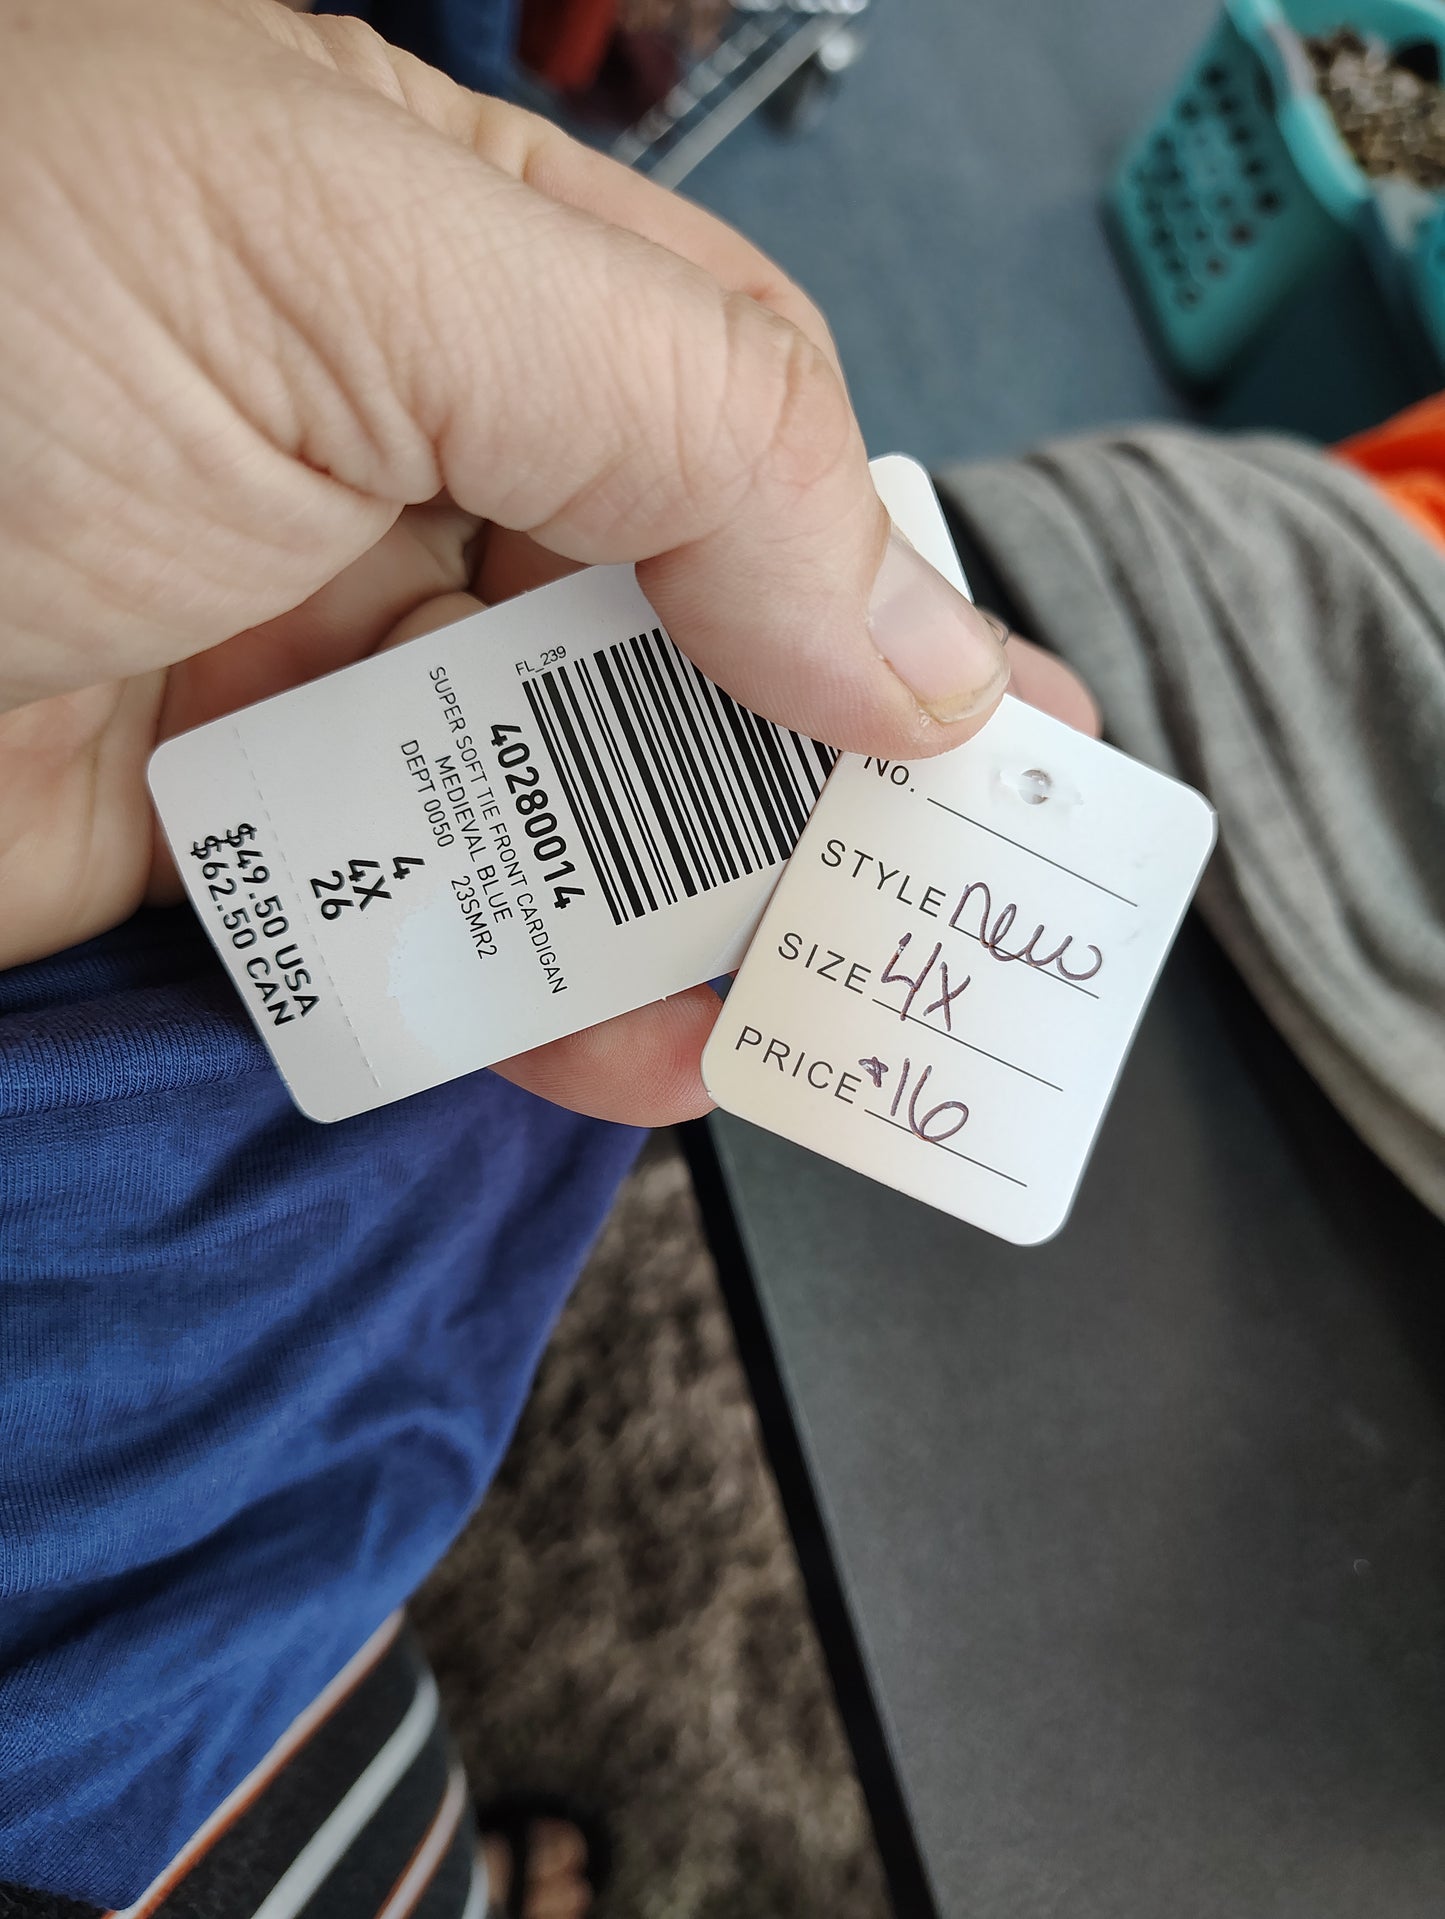 FL_239
40280014
SUPER SOFT TIE FRONT CARDIGAN
MEDIEVAL BLUE
DEPT 0050 23SMR2
4
4X
26
$49.50 USA
$62.50 CAN
No.
STYLE new
SIZE 4X
PRICE $16